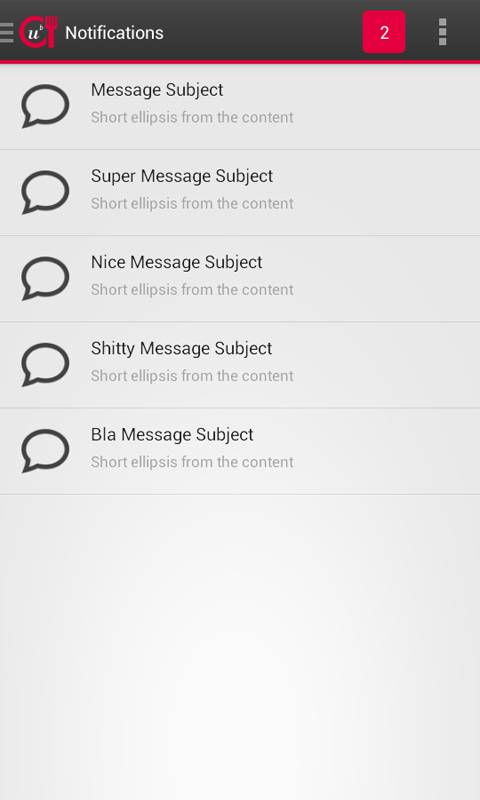 ub Notifications 2
Message Subject
Short ellipsis from the content
Super Message Subject
Short ellipsis from the content
Nice Message Subject
Short ellipsis from the content
Shitty Message Subject
Short ellipsis from the content
Bla Message Subject
Short ellipsis from the content